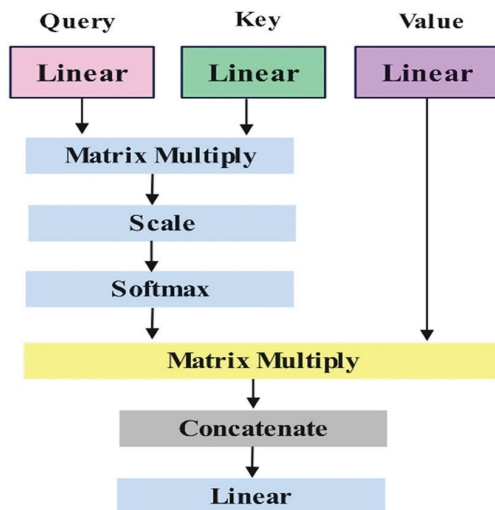 Query Key Value
Linear Linear Linear
Matrix Multiply
Scale
Softmax
Matrix Multiply
Concatenate
Linear